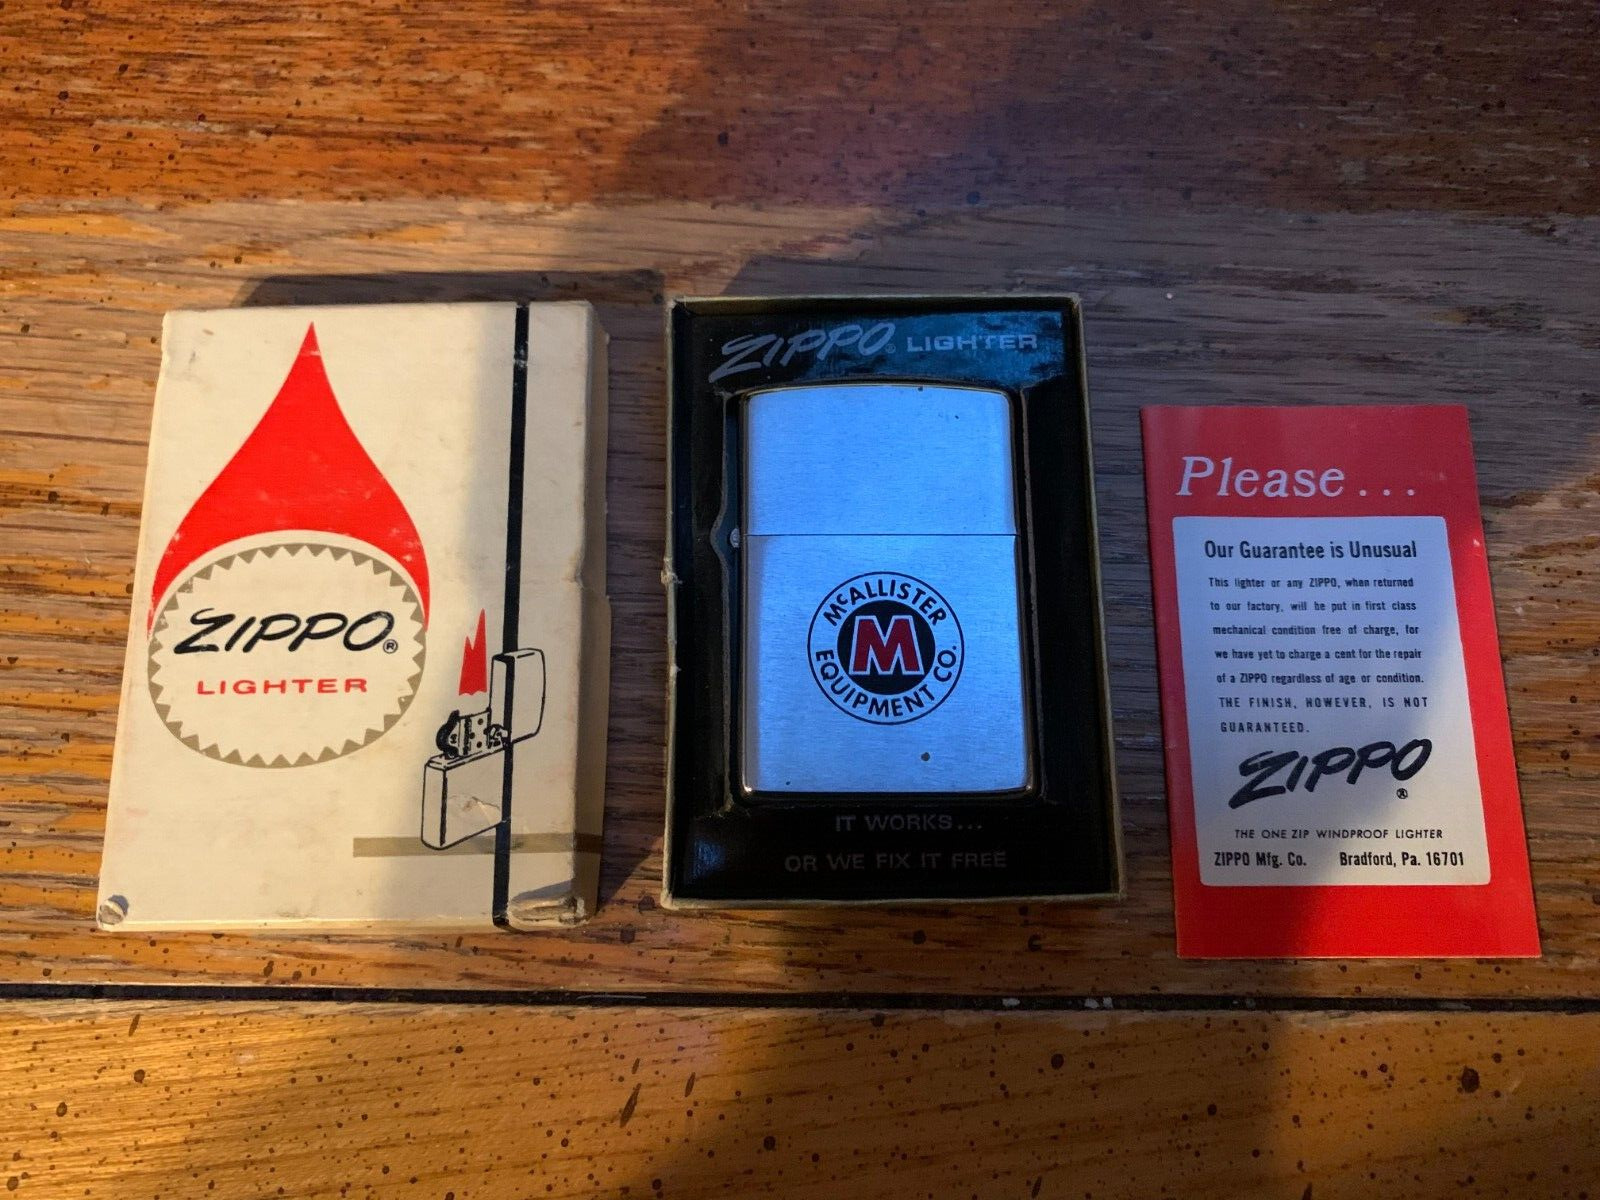 ZIPPO®
LIGHTER
ZIPPO® LIGHTER
McALLISTER
M
EQUIPMENT CO.
IT WORKS...
OR WE FIX IT FREE
Please...
Our Guarantee is Unusual
This lighter or any ZIPPO, when returned
to our factory, will be put in first class
mechanical condition free of charge, for
we have yet to charge a cent for the repair
of a ZIPPO regardless of age or condition.
THE FINISH, HOWEVER, IS NOT
GUARANTEED.
ZIPPO®
THE ONE ZIP WINDPROOF LIGHTER
ZIPPO Mfg. Co. Bradford, Pa. 16701